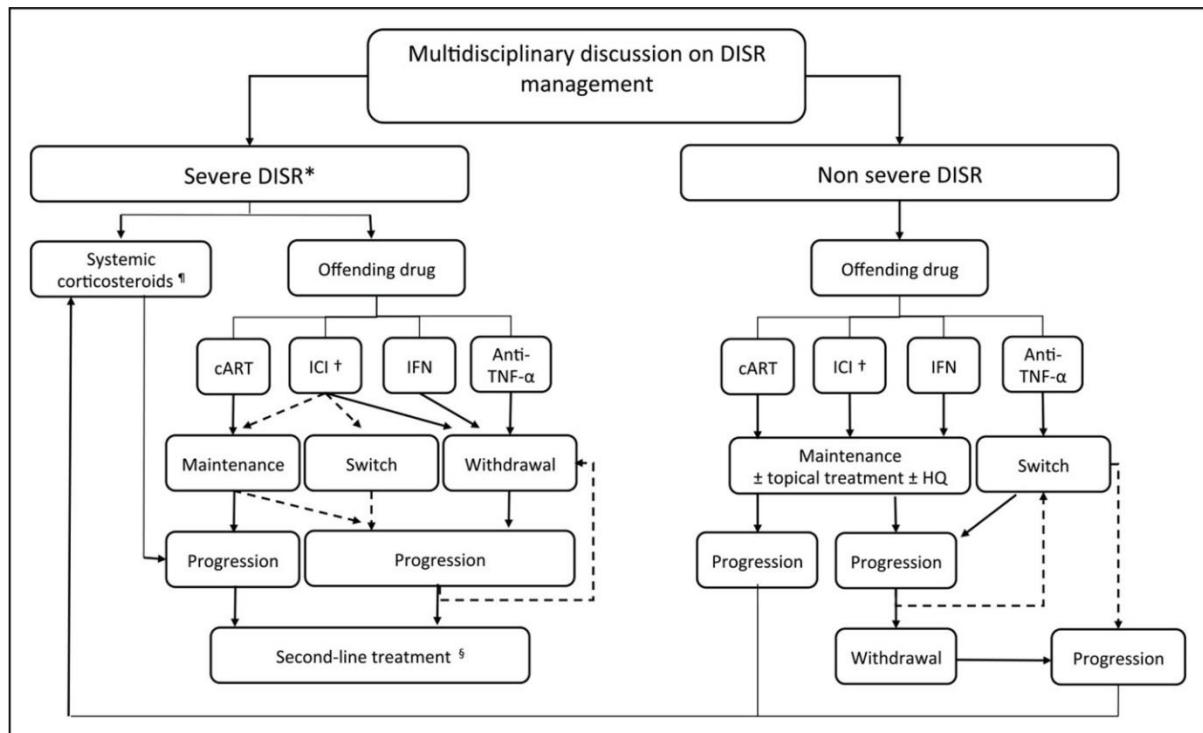 Multidisciplinary discussion on DISR
management
Severe DISR*
Non severe DISR
Systemic
corticosteroids ¶
Offending drug
Offending drug
cART
ICI †
IFN
Anti-
TNF-α
cART
ICI †
IFN
Anti-
TNF-α
Maintenance
Switch
Withdrawal
Maintenance
± topical treatment ± HQ
Switch
Progression
Progression
Progression
Progression
Second-line treatment §
Withdrawal
Progression